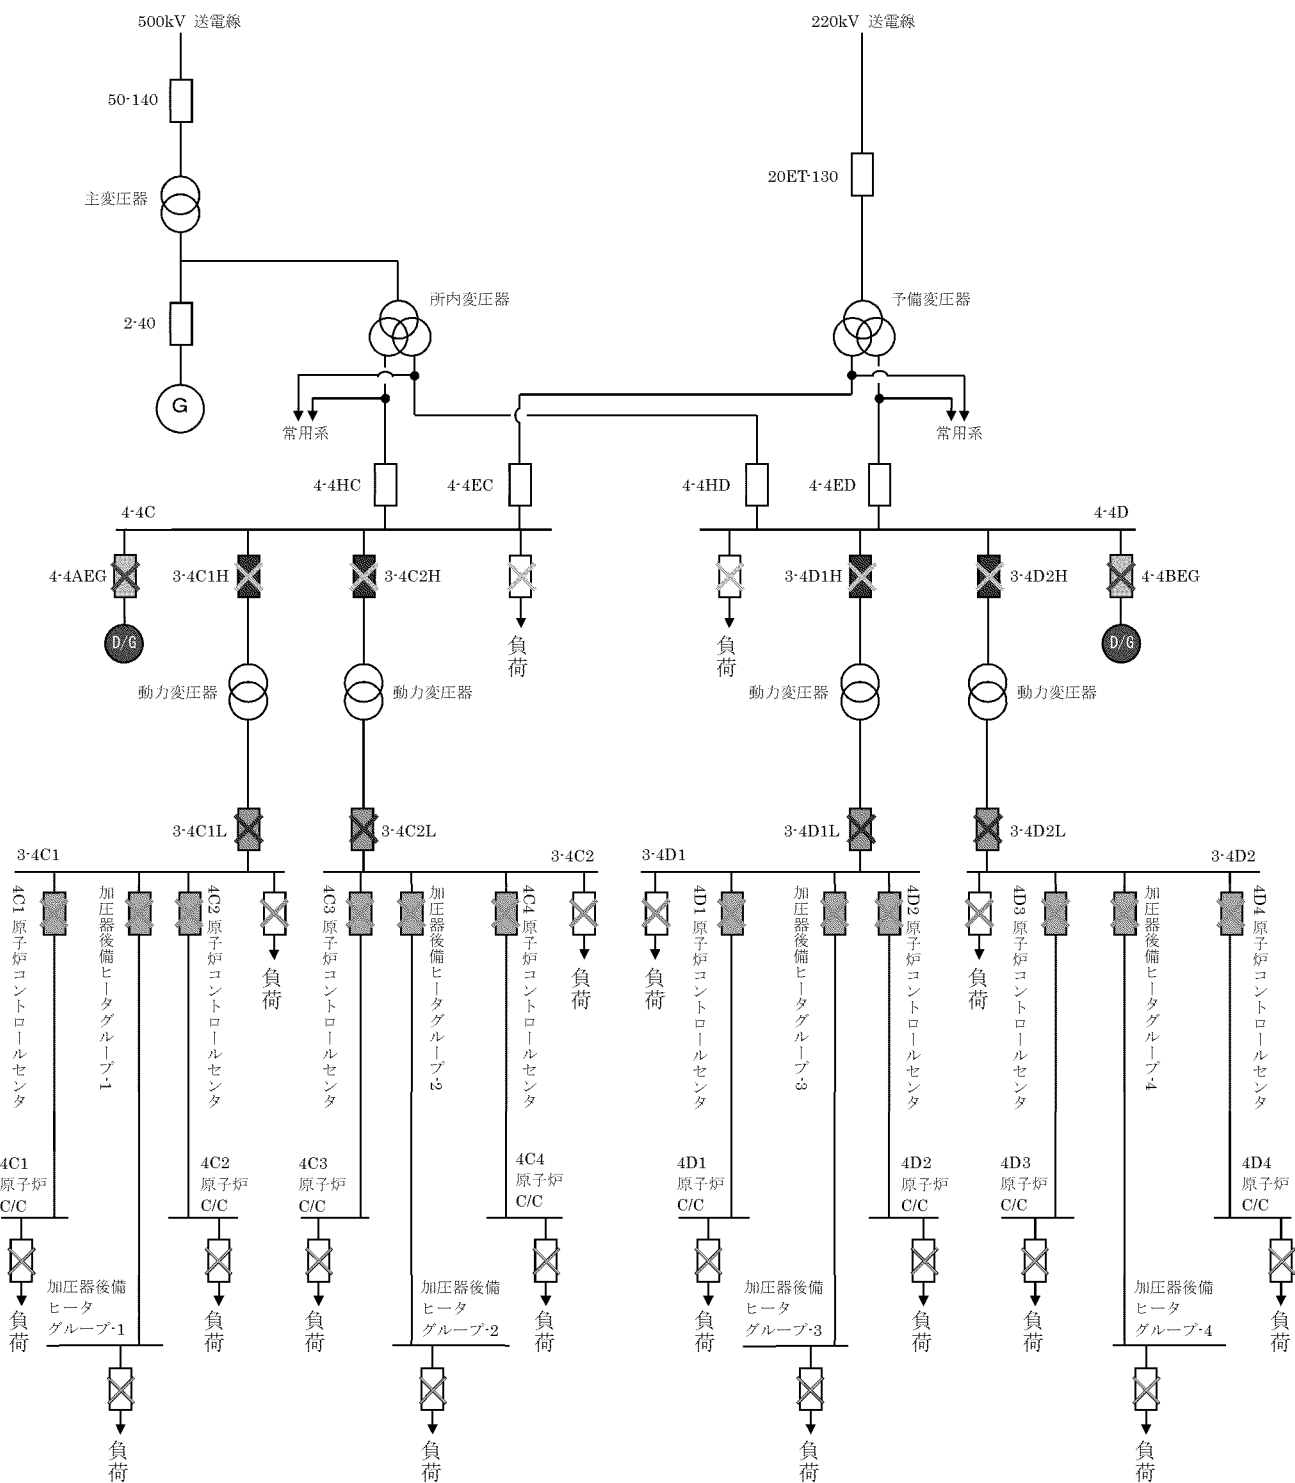 500kV 送電線
220kV 送電線
50-140
20ET-130
主変圧器
所内変圧器
予備変圧器
2-40
G
常用系
常用系
4-4HC
4-4EC
4-4HD
4-4ED
4-4C
4-4D
4-4AEG
3-4C1H
3-4C2H
3-4D1H
3-4D2H
4-4BEG
D/G
負荷
負荷
D/G
動力変圧器
動力変圧器
動力変圧器
動力変圧器
3-4C1L
3-4C2L
3-4D1L
3-4D2L
3-4C1
3-4C2
3-4D1
3-4D2
4C1 原子炉コントロールセンタ
加圧器後備ヒータグループ-1
4C2 原子炉コントロールセンタ
負荷
4C3 原子炉コントロールセンタ
加圧器後備ヒータグループ-2
4C4 原子炉コントロールセンタ
負荷
負荷
4D1 原子炉コントロールセンタ
加圧器後備ヒータグループ-3
4D2 原子炉コントロールセンタ
負荷
4D3 原子炉コントロールセンタ
加圧器後備ヒータグループ-4
4D4 原子炉コントロールセンタ
4C1
原子炉
C/C
4C2
原子炉
C/C
4C3
原子炉
C/C
4C4
原子炉
C/C
4D1
原子炉
C/C
4D2
原子炉
C/C
4D3
原子炉
C/C
4D4
原子炉
C/C
負荷
加圧器後備
ヒータ
グループ-1
負荷
負荷
加圧器後備
ヒータ
グループ-2
負荷
負荷
加圧器後備
ヒータ
グループ-3
負荷
負荷
加圧器後備
ヒータ
グループ-4
負荷
負荷
負荷
負荷
負荷